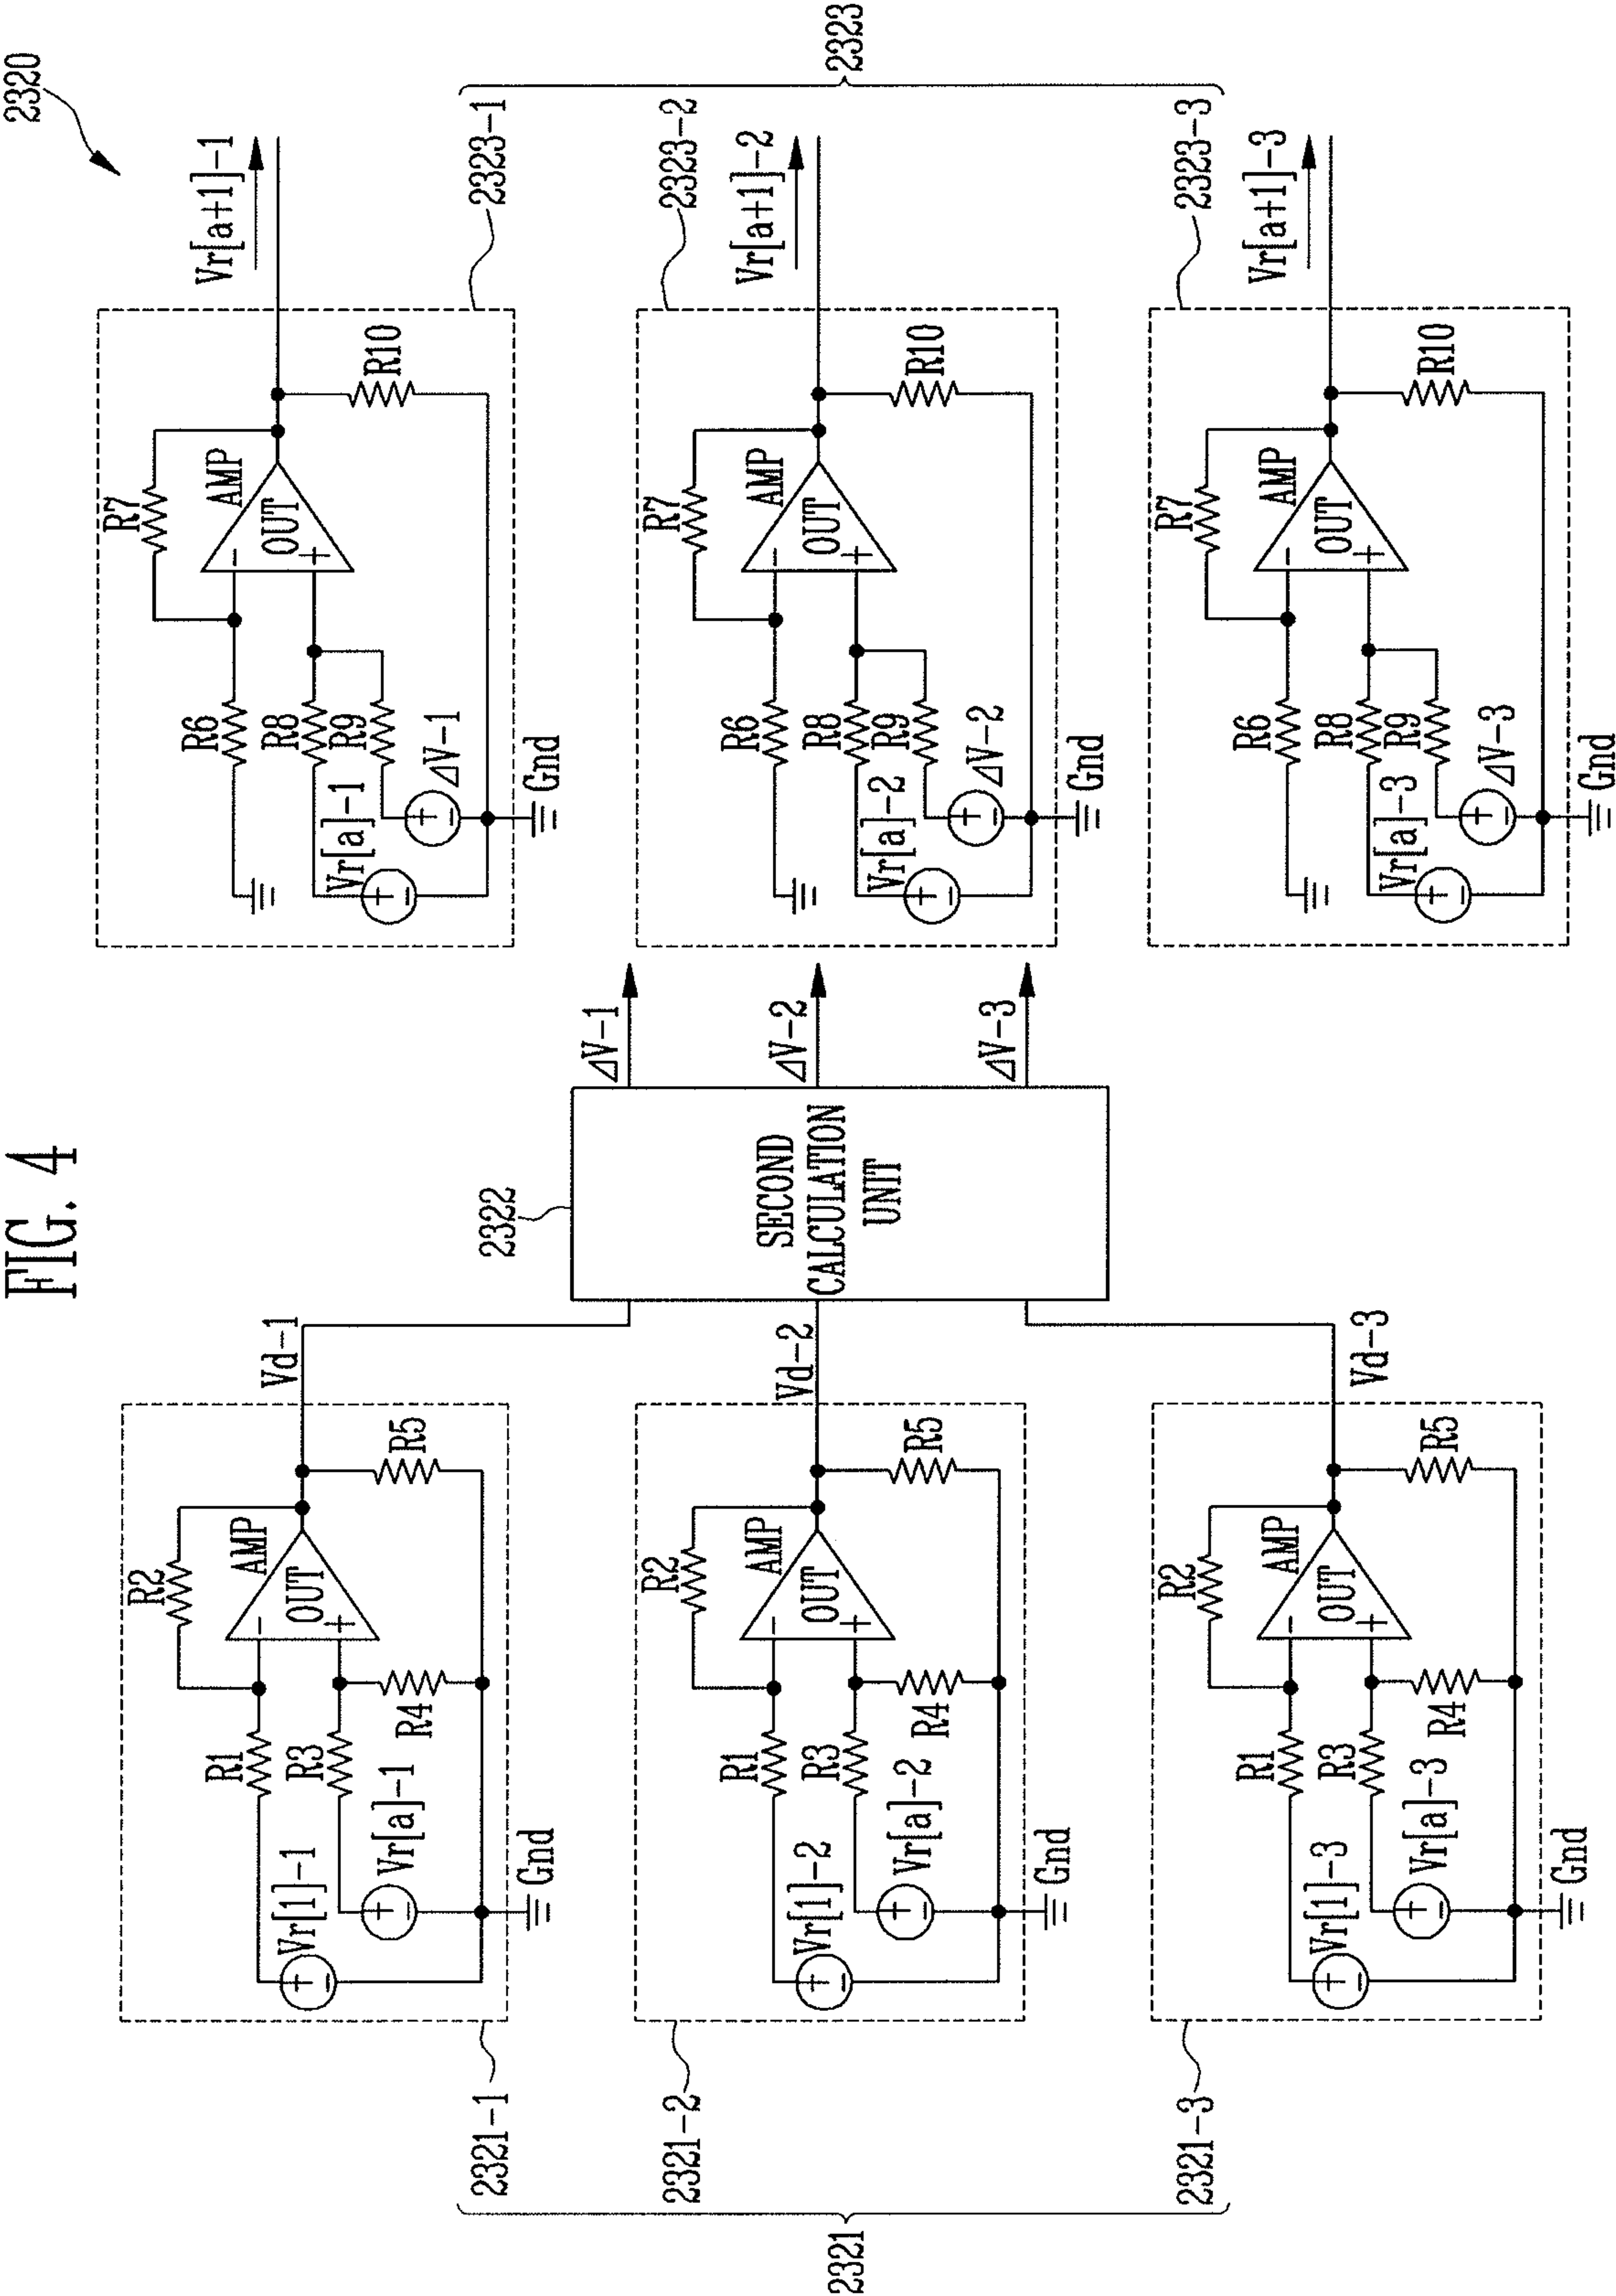 FIG. 4
2320
2321
2321-1
Vr[1]-1
Vr[a]-1
R1
R3
R4
R2
AMP
OUT
-
+
R5
Gnd
Vd-1
2321-2
Vr[1]-2
Vr[a]-2
R1
R3
R4
R2
AMP
OUT
-
+
R5
Gnd
Vd-2
2321-3
Vr[1]-3
Vr[a]-3
R1
R3
R4
R2
AMP
OUT
-
+
R5
Gnd
Vd-3
2322
SECOND
CALCULATION
UNIT
ΔV-1
ΔV-2
ΔV-3
2323
2323-1
R6
R8
R9
Vr[a]-1
ΔV-1
R7
AMP
OUT
-
+
R10
Gnd
Vr[a+1]-1
2323-2
R6
R8
R9
Vr[a]-2
ΔV-2
R7
AMP
OUT
-
+
R10
Gnd
Vr[a+1]-2
2323-3
R6
R8
R9
Vr[a]-3
ΔV-3
R7
AMP
OUT
-
+
R10
Gnd
Vr[a+1]-3